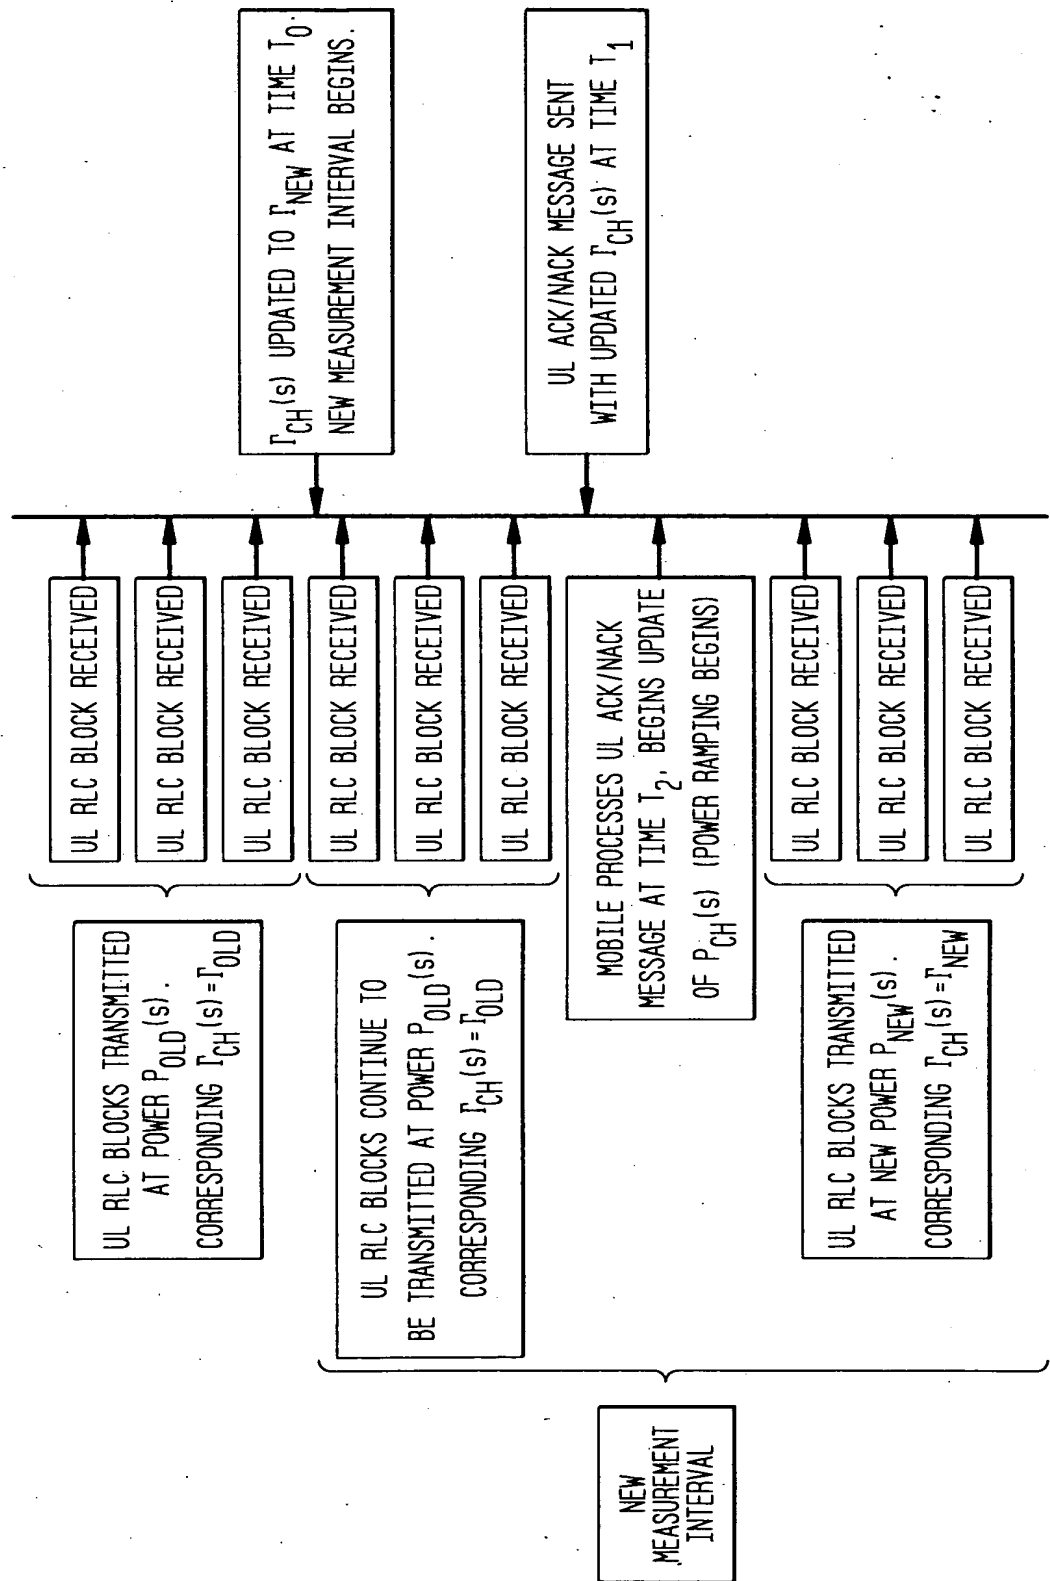 Γ_CH(s) UPDATED TO Γ_NEW AT TIME T_0.
NEW MEASUREMENT INTERVAL BEGINS.
UL ACK/NACK MESSAGE SENT
WITH UPDATED Γ_CH(s) AT TIME T_1
UL RLC BLOCK RECEIVED
UL RLC BLOCK RECEIVED
UL RLC BLOCK RECEIVED
UL RLC BLOCK RECEIVED
UL RLC BLOCK RECEIVED
UL RLC BLOCK RECEIVED
MOBILE PROCESSES UL ACK/NACK
MESSAGE AT TIME T_2, BEGINS UPDATE
OF P_CH(s) (POWER RAMPING BEGINS)
UL RLC BLOCK RECEIVED
UL RLC BLOCK RECEIVED
UL RLC BLOCK RECEIVED
UL RLC BLOCKS TRANSMITTED
AT POWER P_OLD(s).
CORRESPONDING Γ_CH(s)=Γ_OLD
UL RLC BLOCKS CONTINUE TO
BE TRANSMITTED AT POWER P_OLD(s).
CORRESPONDING Γ_CH(s)=Γ_OLD
UL RLC BLOCKS TRANSMITTED
AT NEW POWER P_NEW(s).
CORRESPONDING Γ_CH(s)=Γ_NEW
NEW
MEASUREMENT
INTERVAL